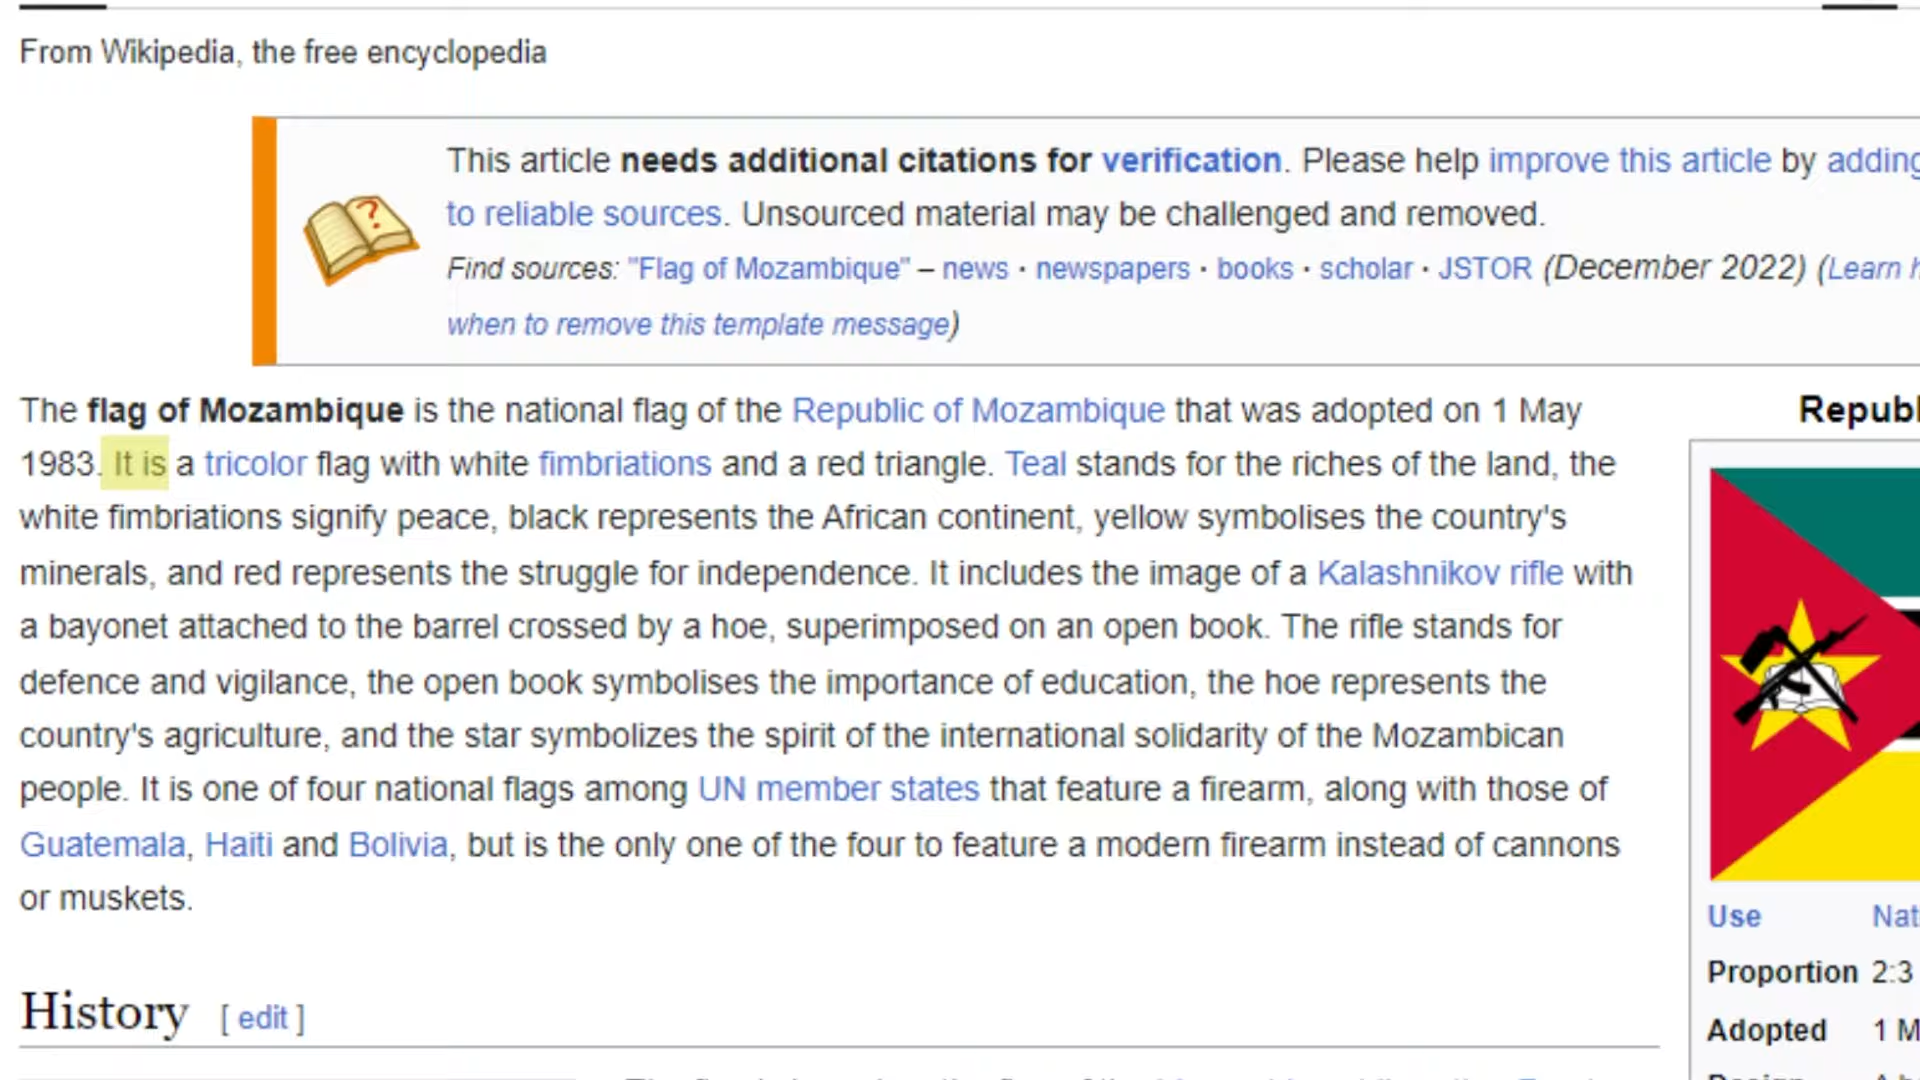 From Wikipedia, the free encyclopedia
This article needs additional citations for verification. Please help improve this article by adding
to reliable sources. Unsourced material may be challenged and removed.
Find sources: "Flag of Mozambique" – news · newspapers · books · scholar · JSTOR (December 2022) (Learn
when to remove this template message)
The flag of Mozambique is the national flag of the Republic of Mozambique that was adopted on 1 May
1983. It is a tricolor flag with white fimbriations and a red triangle. Teal stands for the riches of the land, the
white fimbriations signify peace, black represents the African continent, yellow symbolises the country's
minerals, and red represents the struggle for independence. It includes the image of a Kalashnikov rifle with
a bayonet attached to the barrel crossed by a hoe, superimposed on an open book. The rifle stands for
defence and vigilance, the open book symbolises the importance of education, the hoe represents the
country's agriculture, and the star symbolizes the spirit of the international solidarity of the Mozambican
people. It is one of four national flags among UN member states that feature a firearm, along with those of
Guatemala, Haiti and Bolivia, but is the only one of the four to feature a modern firearm instead of cannons
or muskets.
Republ
Use Nat
Proportion 2:3
Adopted 1 M
History [ edit ]